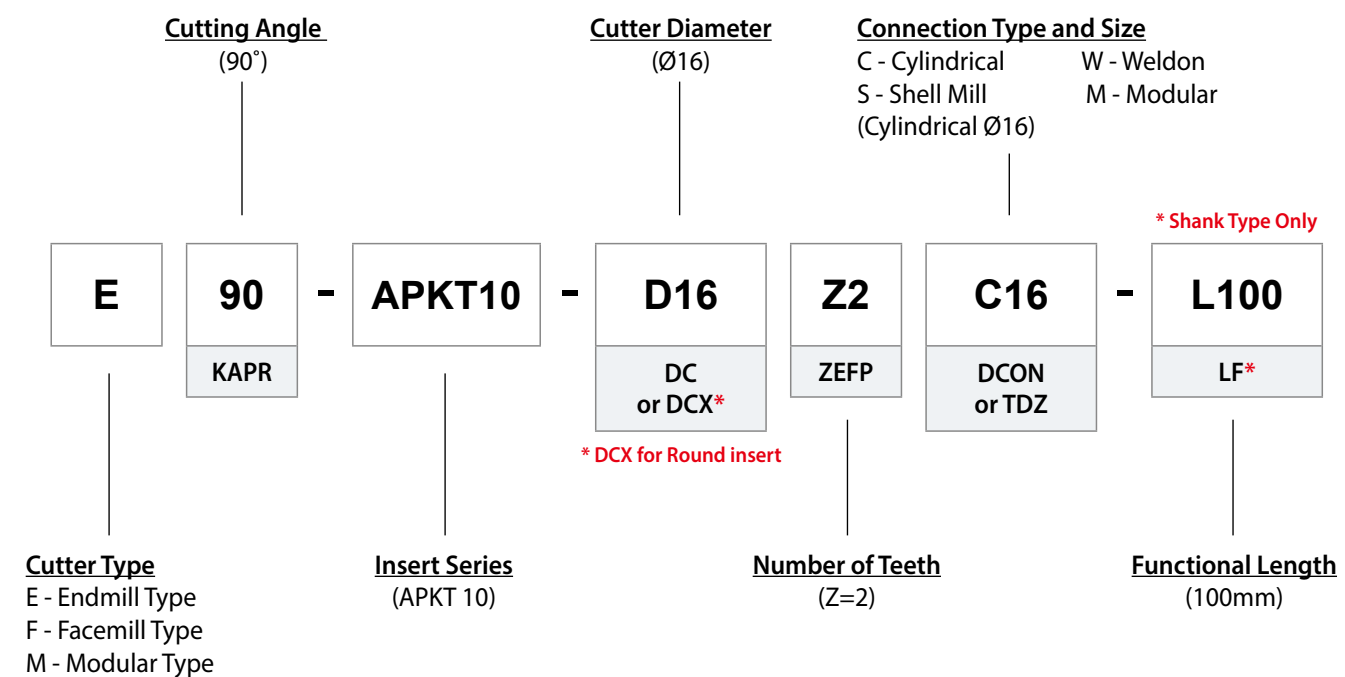 Cutting Angle
(90˚)
Cutter Diameter
(Ø16)
Connection Type and Size
C - Cylindrical W - Weldon
S - Shell Mill M - Modular
(Cylindrical Ø16)
* Shank Type Only
E 90 - APKT10 - D16 Z2 C16 - L100
KAPR DC ZEFP DCON LF*
or DCX* or TDZ
* DCX for Round insert
Cutter Type
E - Endmill Type
F - Facemill Type
M - Modular Type
Insert Series
(APKT 10)
Number of Teeth
(Z=2)
Functional Length
(100mm)